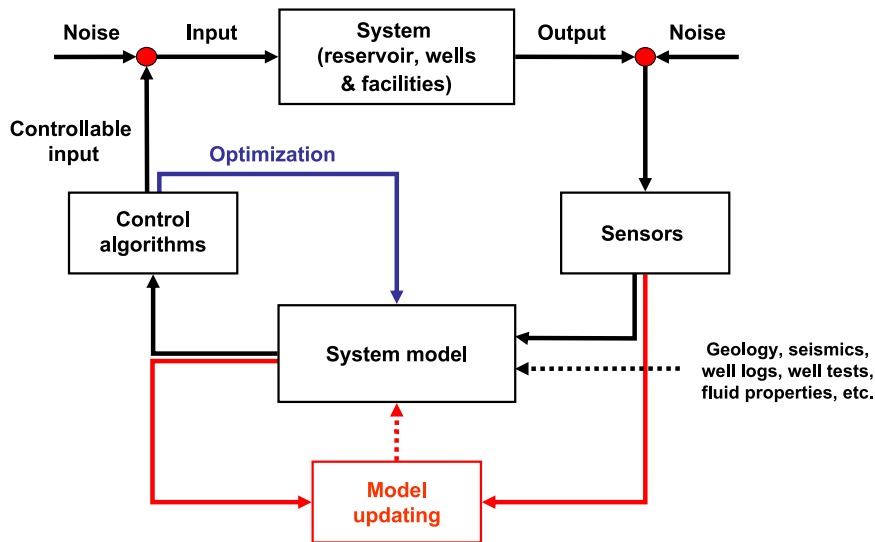 Noise
Input
System
(reservoir, wells
& facilities)
Output
Noise
Controllable
input
Optimization
Control
algorithms
Sensors
System model
Geology, seismics,
well logs, well tests,
fluid properties, etc.
Model
updating